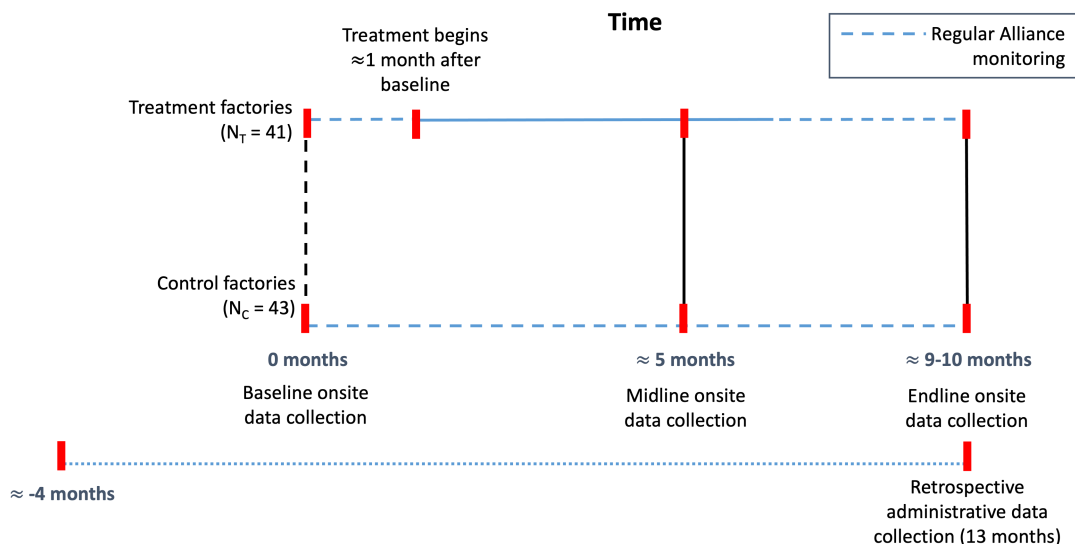 Time
Regular Alliance
monitoring
Treatment begins
≈1 month after
baseline
Treatment factories
(N_T = 41)
Control factories
(N_C = 43)
0 months
≈ 5 months
≈ 9-10 months
Baseline onsite
data collection
Midline onsite
data collection
Endline onsite
data collection
≈ -4 months
Retrospective
administrative data
collection (13 months)